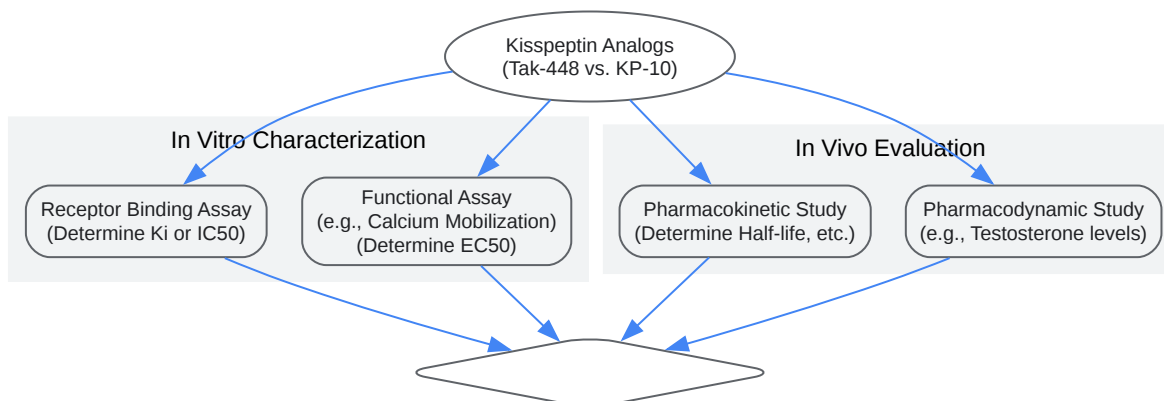 Kisspeptin Analogs
(Tak-448 vs. KP-10)
In Vitro Characterization
In Vivo Evaluation
Receptor Binding Assay
(Determine Ki or IC50)
Functional Assay
(e.g., Calcium Mobilization)
(Determine EC50)
Pharmacokinetic Study
(Determine Half-life, etc.)
Pharmacodynamic Study
(e.g., Testosterone levels)